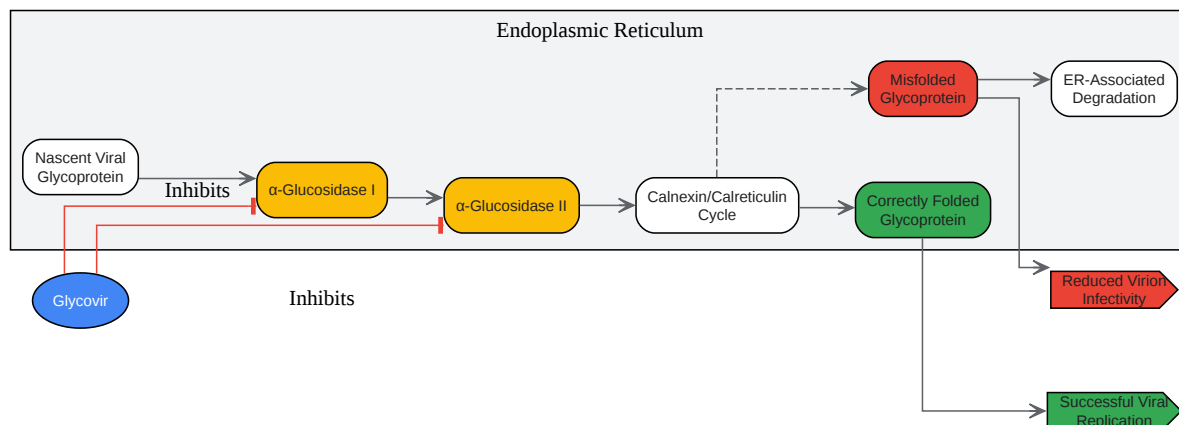 Endoplasmic Reticulum
Misfolded
Glycoprotein
ER-Associated
Degradation
Nascent Viral
Glycoprotein
Inhibits
α-Glucosidase I
α-Glucosidase II
Calnexin/Calreticulin
Cycle
Correctly Folded
Glycoprotein
Glycovir
Inhibits
Reduced Virion
Infectivity
Successful Viral
Replication